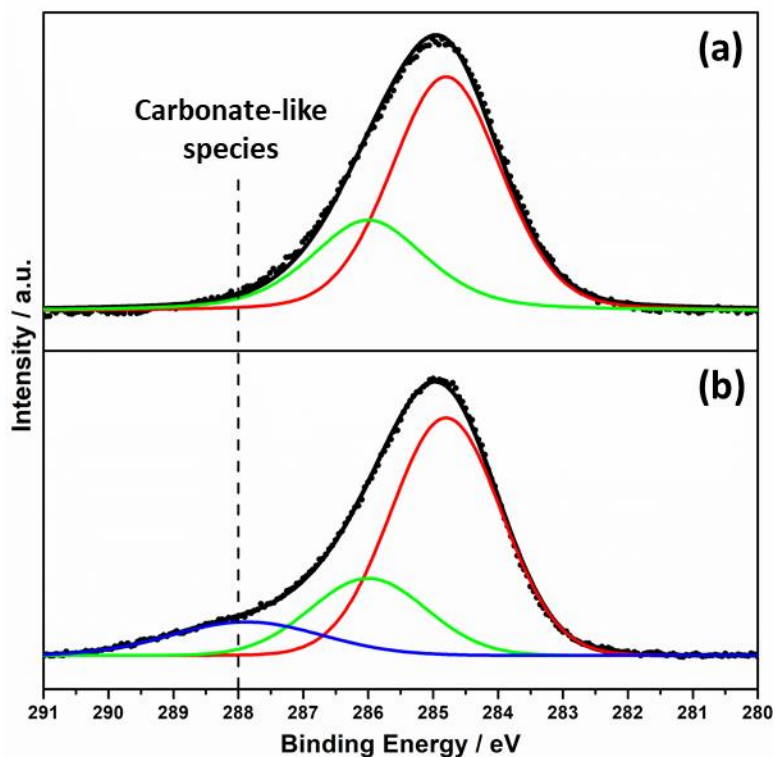 (a)
Carbonate-like
species
(b)
Intensity / a.u.
291 290 289 288 287 286 285 284 283 282 281 280
Binding Energy / eV